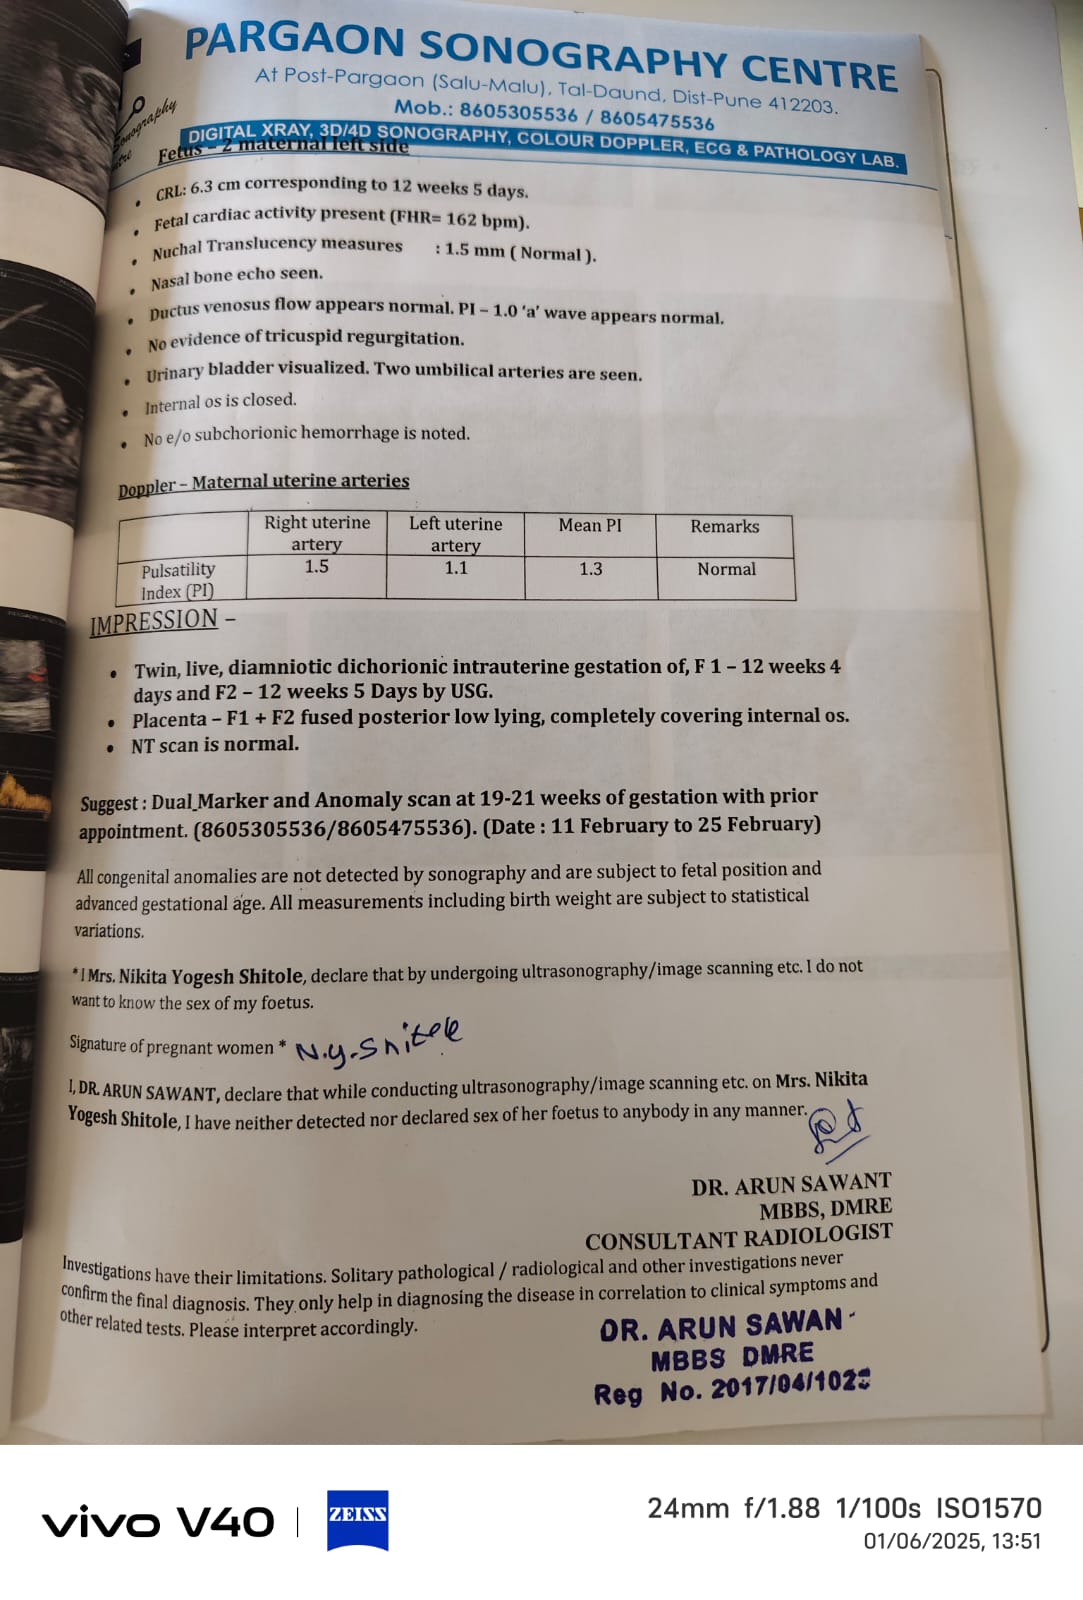 PARGAON SONOGRAPHY CENTRE
At Post-Pargaon (Salu-Malu), Tal-Daund, Dist-Pune 412203.
Mob.: 8605305536 / 8605475536
Sonography
DIGITAL XRAY, 3D/4D SONOGRAPHY, COLOUR DOPPLER, ECG & PATHOLOGY LAB.
Fetus – 2 maternal left side
• CRL: 6.3 cm corresponding to 12 weeks 5 days.
• Fetal cardiac activity present (FHR= 162 bpm).
• Nuchal Translucency measures : 1.5 mm ( Normal ).
• Nasal bone echo seen.
• Ductus venosus flow appears normal. PI – 1.0 ‘a’ wave appears normal.
• No evidence of tricuspid regurgitation.
• Urinary bladder visualized. Two umbilical arteries are seen.
• Internal os is closed.
• No e/o subchorionic hemorrhage is noted.
Doppler – Maternal uterine arteries
Right uterine artery Left uterine artery Mean PI Remarks
Pulsatility Index (PI) 1.5 1.1 1.3 Normal
IMPRESSION –
• Twin, live, diamniotic dichorionic intrauterine gestation of, F 1 – 12 weeks 4
days and F2 – 12 weeks 5 Days by USG.
• Placenta – F1 + F2 fused posterior low lying, completely covering internal os.
• NT scan is normal.
Suggest : Dual Marker and Anomaly scan at 19-21 weeks of gestation with prior
appointment. (8605305536/8605475536). (Date : 11 February to 25 February)
All congenital anomalies are not detected by sonography and are subject to fetal position and
advanced gestational age. All measurements including birth weight are subject to statistical
variations.
*I Mrs. Nikita Yogesh Shitole, declare that by undergoing ultrasonography/image scanning etc. I do not
want to know the sex of my foetus.
Signature of pregnant women * N.y.Shitole
I, DR. ARUN SAWANT, declare that while conducting ultrasonography/image scanning etc. on Mrs. Nikita
Yogesh Shitole, I have neither detected nor declared sex of her foetus to anybody in any manner.
DR. ARUN SAWANT
MBBS, DMRE
CONSULTANT RADIOLOGIST
Investigations have their limitations. Solitary pathological / radiological and other investigations never
confirm the final diagnosis. They only help in diagnosing the disease in correlation to clinical symptoms and
other related tests. Please interpret accordingly.
DR. ARUN SAWAN
MBBS DMRE
Reg No. 2017/04/102
vivo V40 | ZEISS
24mm f/1.88 1/100s ISO1570
01/06/2025, 13:51